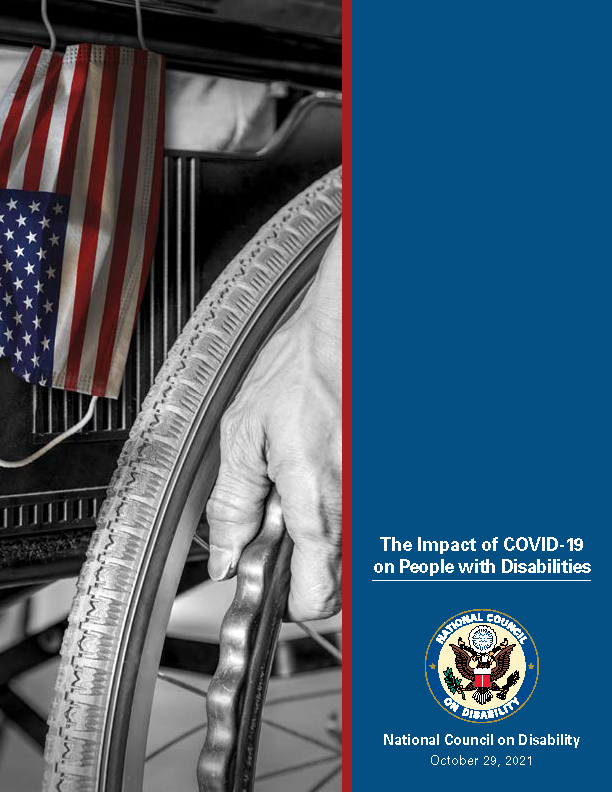 The Impact of COVID-19
on People with Disabilities
NATIONAL COUNCIL
ON DISABILITY
National Council on Disability
October 29, 2021